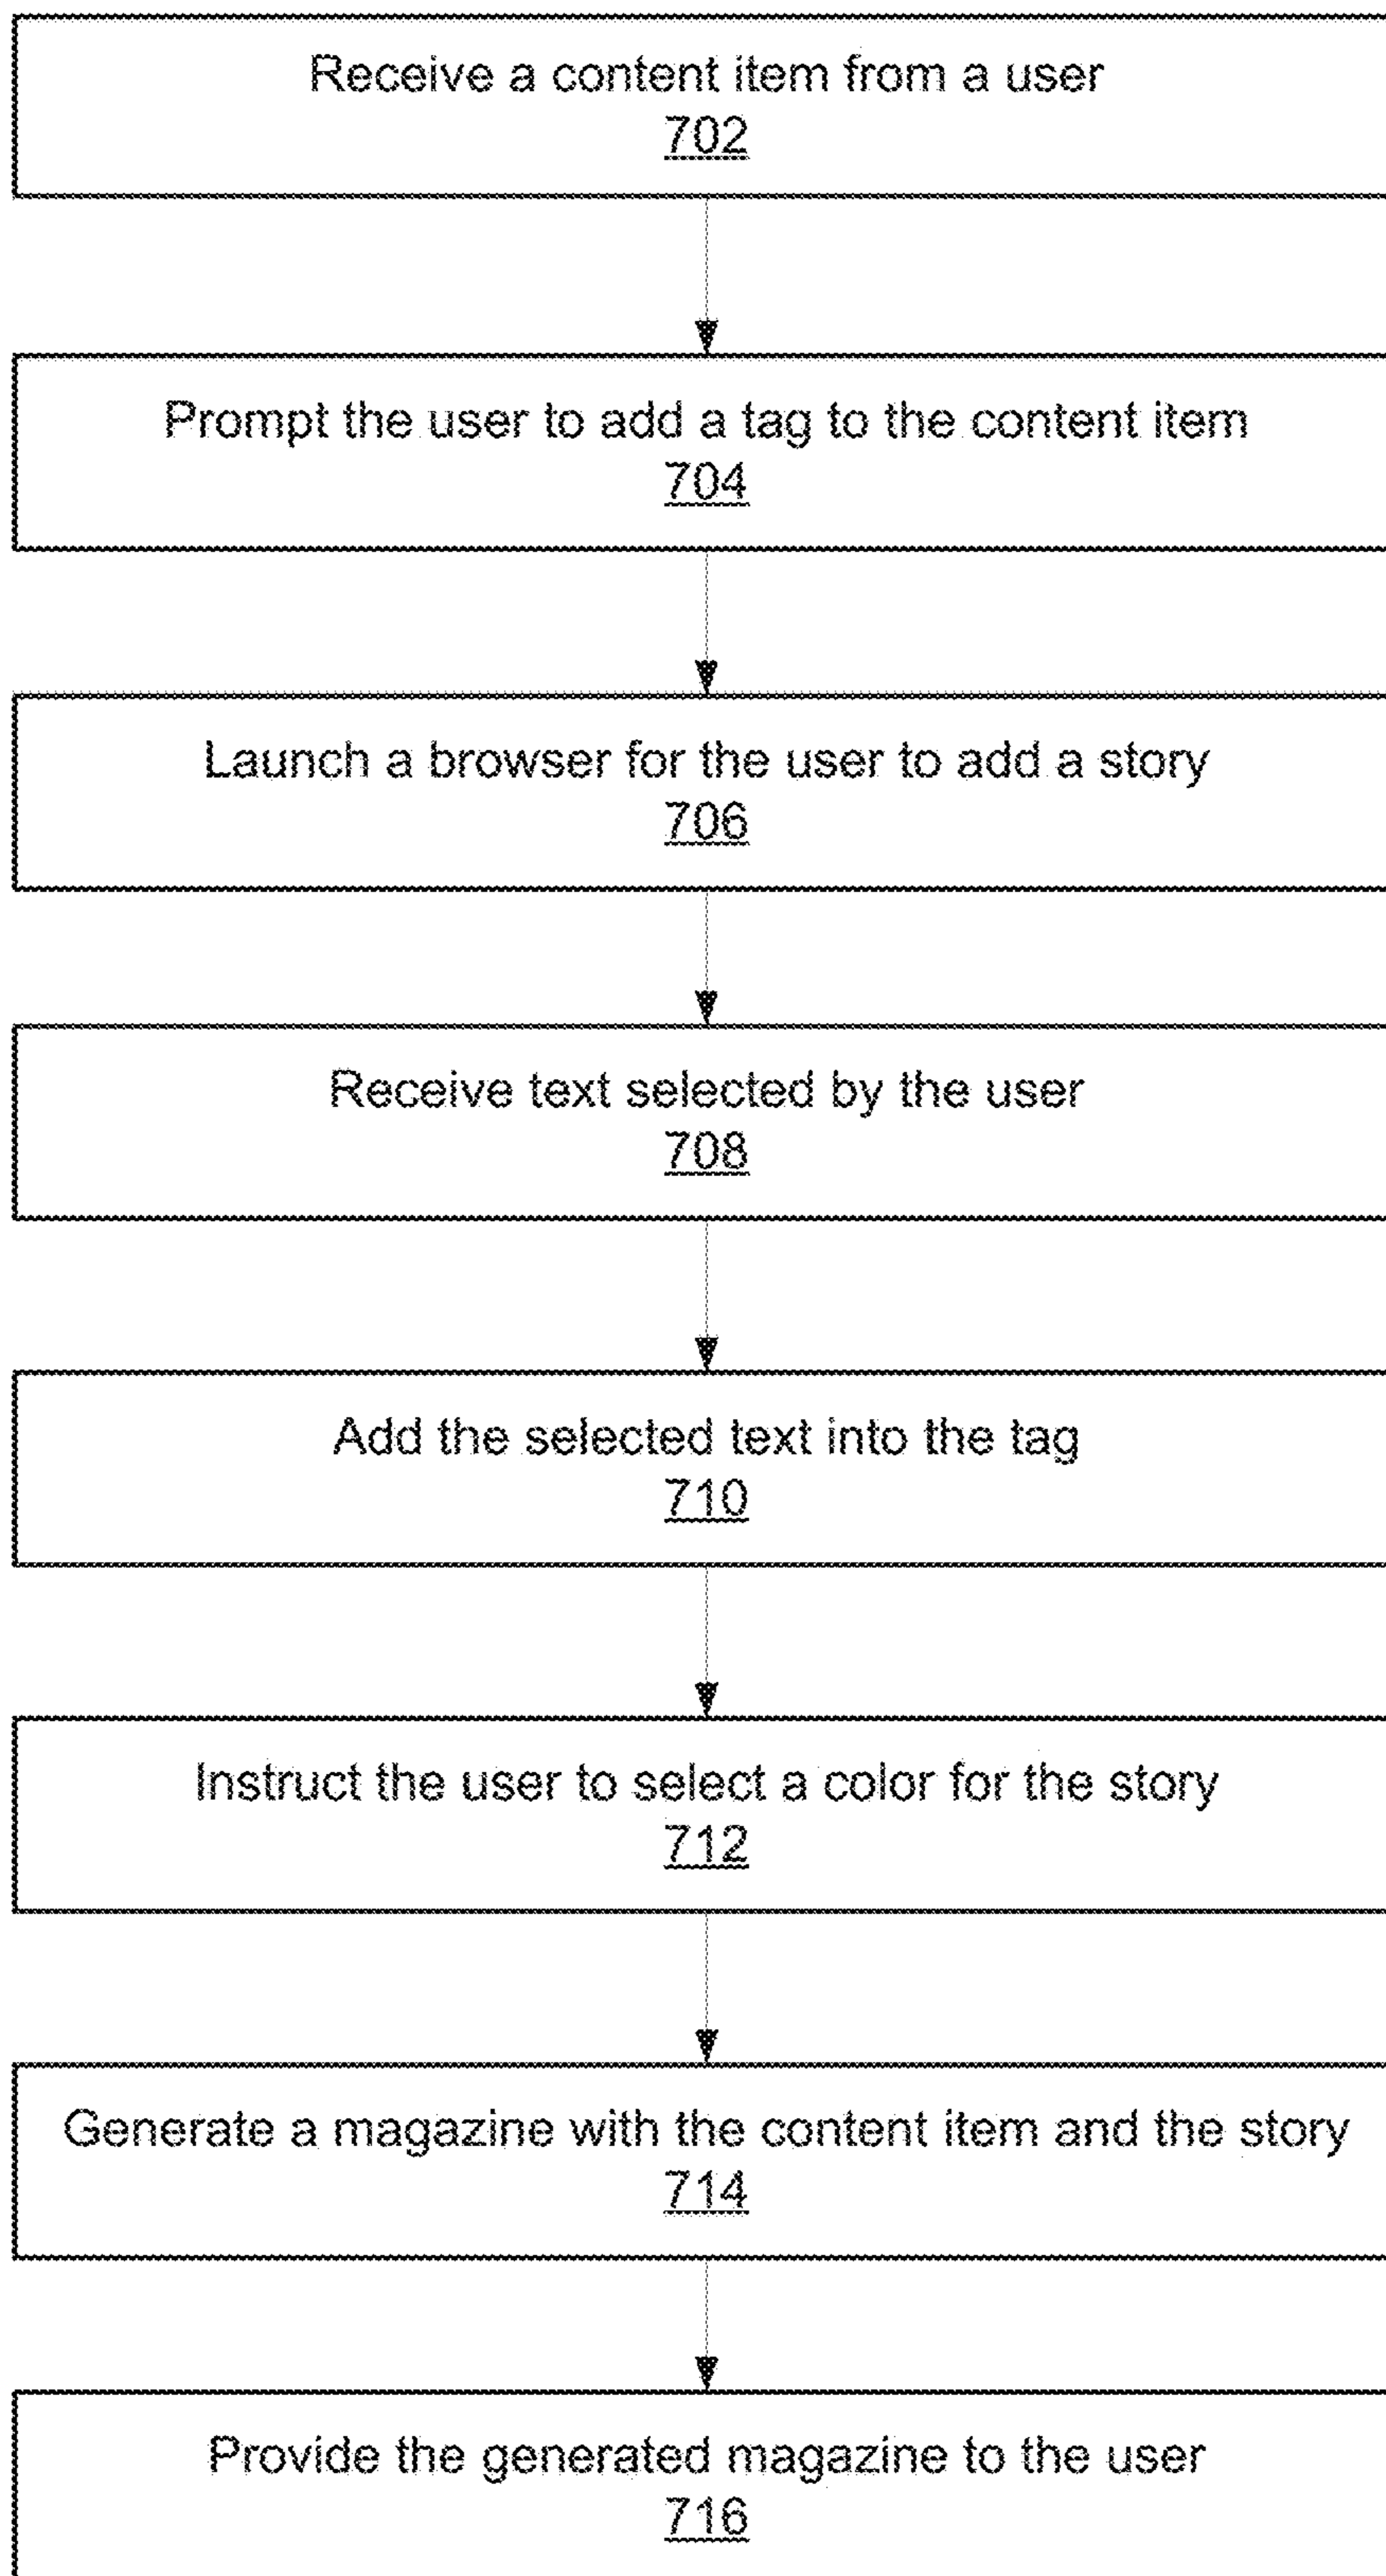 Receive a content item from a user
702
Prompt the user to add a tag to the content item
704
Launch a browser for the user to add a story
706
Receive text selected by the user
708
Add the selected text into the tag
710
Instruct the user to select a color for the story
712
Generate a magazine with the content item and the story
714
Provide the generated magazine to the user
716